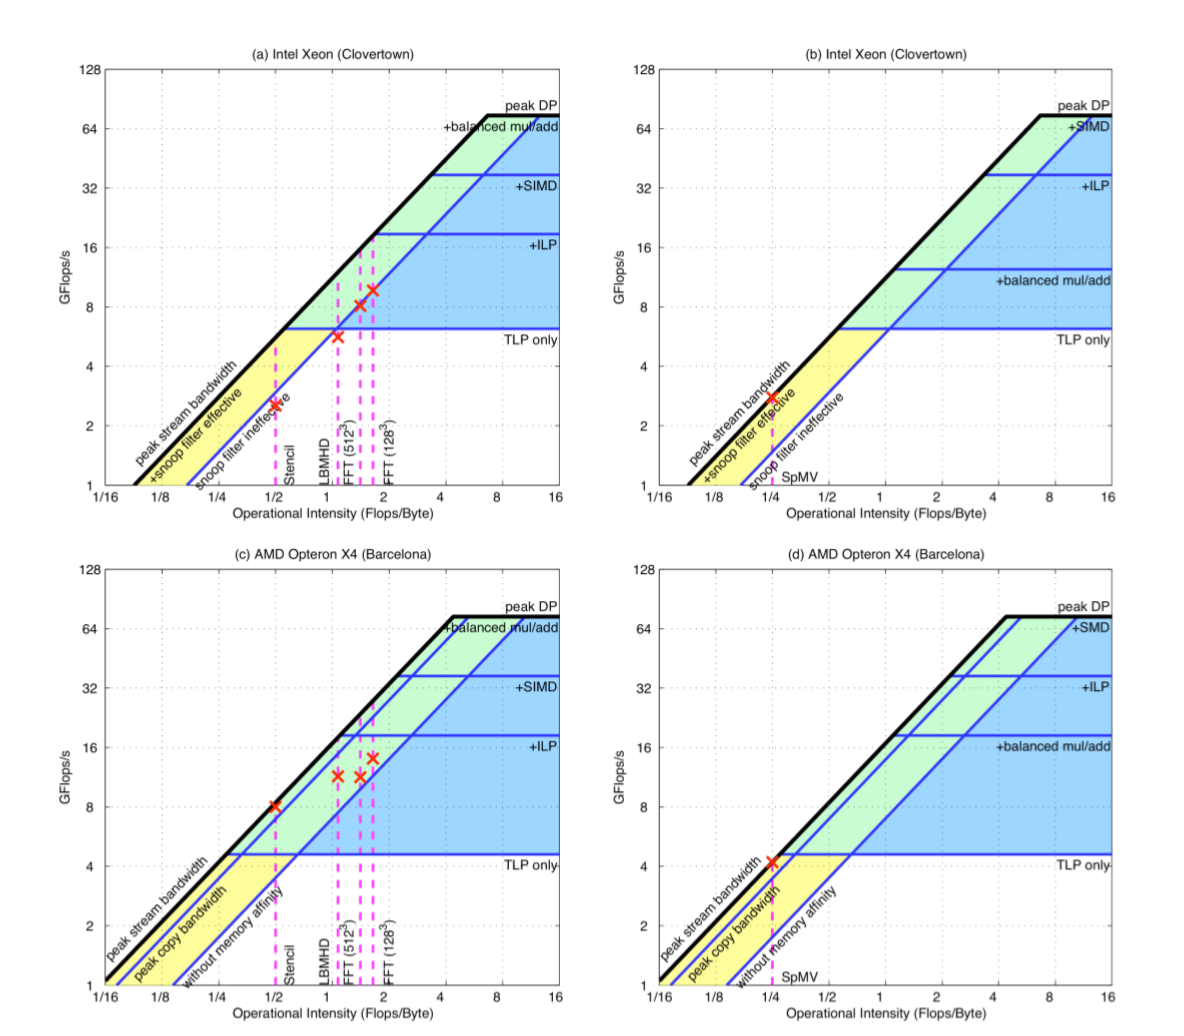 (a) Intel Xeon (Clovertown)
128
64
32
16
8
4
2
1
GFlops/s
peak DP
+balanced mul/add
+SIMD
+ILP
TLP only
peak stream bandwidth
+snoop filter effective
snoop filter ineffective
Stencil
LBMHD
FFT (512³)
FFT (128³)
1/16 1/8 1/4 1/2 1 2 4 8 16
Operational Intensity (Flops/Byte)
(b) Intel Xeon (Clovertown)
128
64
32
16
8
4
2
1
GFlops/s
peak DP
+SIMD
+ILP
+balanced mul/add
TLP only
peak stream bandwidth
+snoop filter effective
snoop filter ineffective
SpMV
1/16 1/8 1/4 1/2 1 2 4 8 16
Operational Intensity (Flops/Byte)
(c) AMD Opteron X4 (Barcelona)
128
64
32
16
8
4
2
1
GFlops/s
peak DP
+balanced mul/add
+SIMD
+ILP
TLP only
peak stream bandwidth
peak copy bandwidth
without memory affinity
Stencil
LBMHD
FFT (512³)
FFT (128³)
1/16 1/8 1/4 1/2 1 2 4 8 16
Operational Intensity (Flops/Byte)
(d) AMD Opteron X4 (Barcelona)
128
64
32
16
8
4
2
1
GFlops/s
peak DP
+SMD
+ILP
+balanced mul/add
TLP only
peak stream bandwidth
peak copy bandwidth
without memory affinity
SpMV
1/16 1/8 1/4 1/2 1 2 4 8 16
Operational Intensity (Flops/Byte)